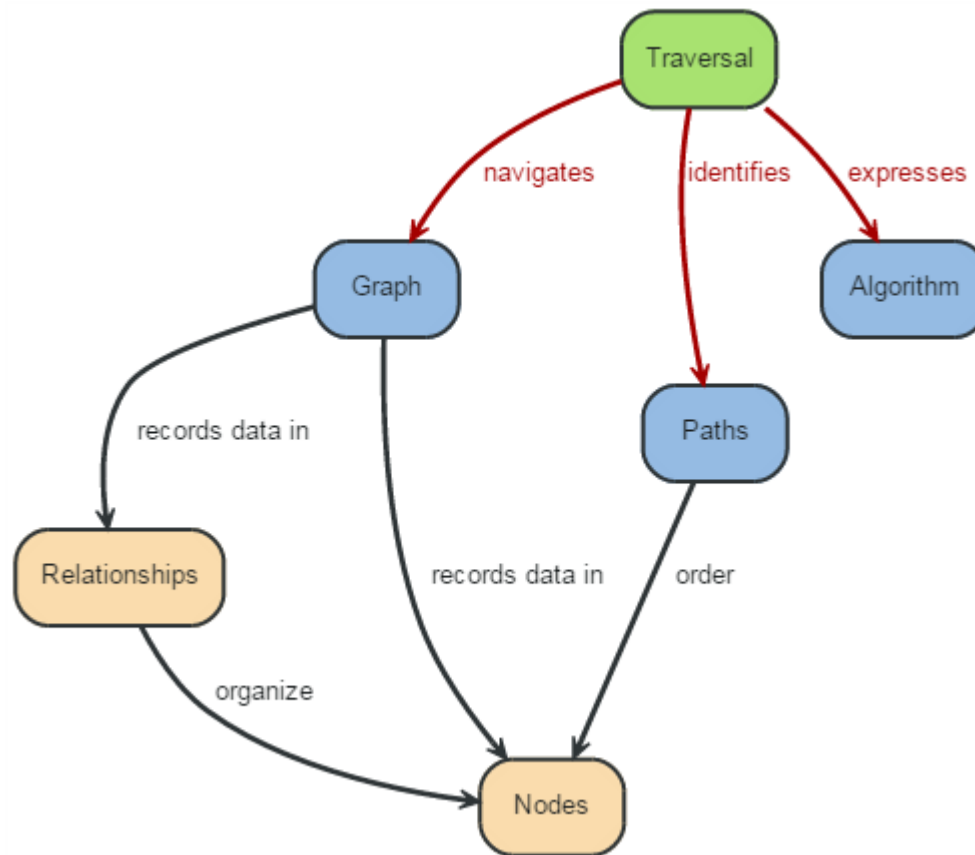 Traversal
navigates
identifies
expresses
Graph
Algorithm
Paths
records data in
Relationships
records data in
order
organize
Nodes